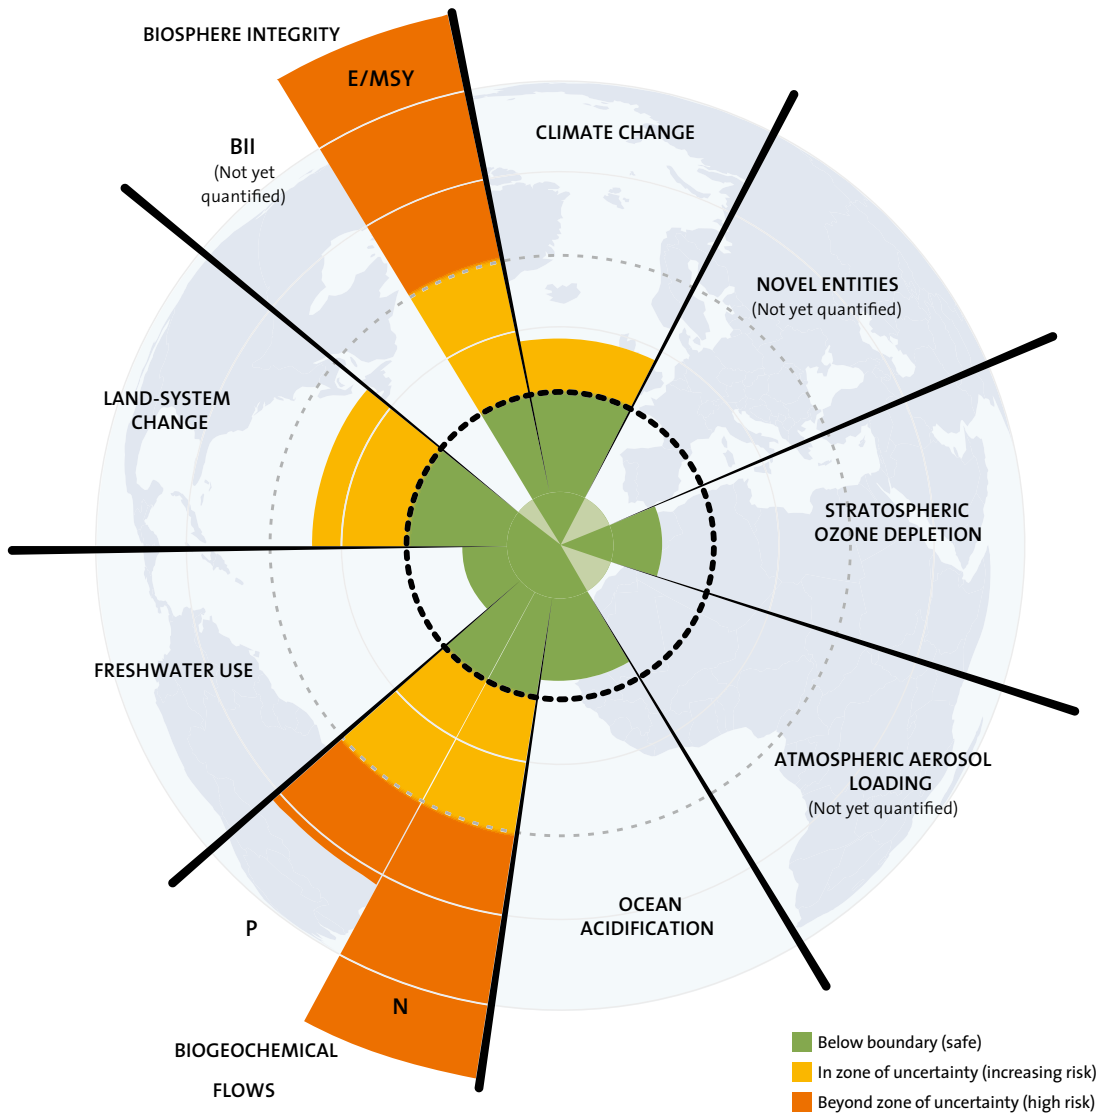 BIOSPHERE INTEGRITY
E/MSY
BII
(Not yet
quantified)
CLIMATE CHANGE
NOVEL ENTITIES
(Not yet quantified)
LAND-SYSTEM
CHANGE
STRATOSPHERIC
OZONE DEPLETION
FRESHWATER USE
ATMOSPHERIC AEROSOL
LOADING
(Not yet quantified)
OCEAN
ACIDIFICATION
P
N
BIOGEOCHEMICAL
FLOWS
Below boundary (safe)
In zone of uncertainty (increasing risk)
Beyond zone of uncertainty (high risk)